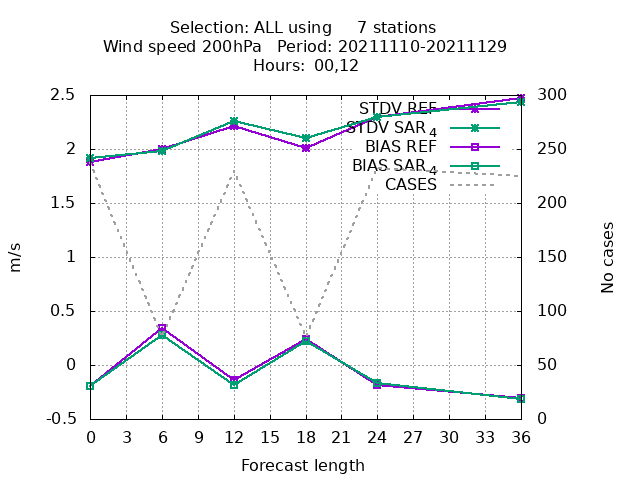 Selection: ALL using 7 stations
Wind speed 200hPa Period: 20211110-20211129
Hours: 00,12
2.5
2
1.5
1
0.5
0
-0.5
m/s
300
250
200
150
100
50
0
No cases
STDV REF
STDV SAR4
BIAS REF
BIAS SAR4
CASES
0 3 6 9 12 15 18 21 24 27 30 33 36
Forecast length